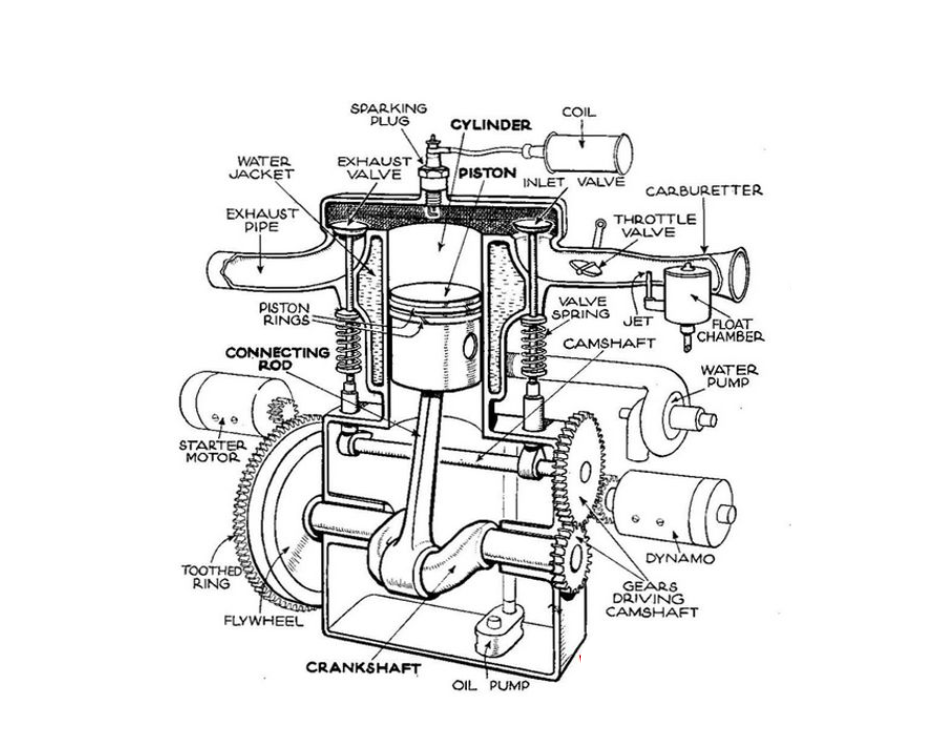 SPARKING
PLUG
CYLINDER
COIL
WATER
JACKET
EXHAUST
VALVE
PISTON
INLET VALVE
CARBURETTER
EXHAUST
PIPE
THROTTLE
VALVE
PISTON
RINGS
VALVE
SPRING
JET
FLOAT
CHAMBER
CONNECTING
ROD
CAMSHAFT
WATER
PUMP
STARTER
MOTOR
DYNAMO
TOOTHED
RING
GEARS
DRIVING
CAMSHAFT
FLYWHEEL
CRANKSHAFT
OIL PUMP